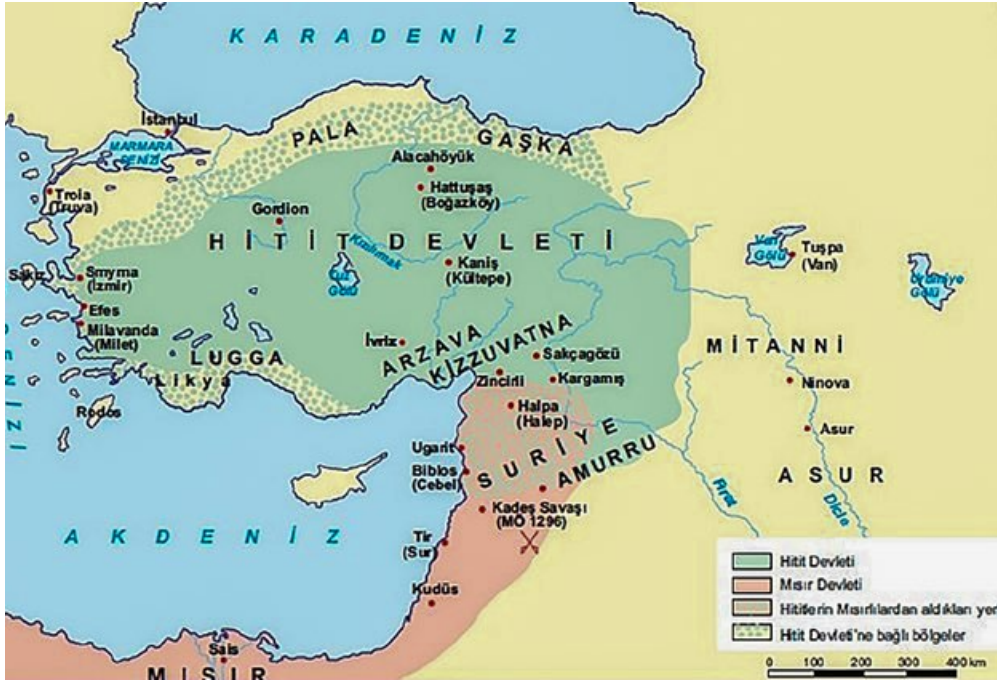 KARADENİZ
İstanbul
MARMARA
DENİZİ
PALA
GAŞKA
Alacahöyük
Hattuşaş
(Boğazköy)
Troia
(Truva)
Gordion
HİTİT DEVLETİ
Kızılırmak
Kaniş
(Kültepe)
Tuz
Gölü
Van
Gölü
Tuşpa
(Van)
Urumiye
Gölü
Sakız
Smyrna
(İzmir)
Efes
Milavanda
(Milet)
İvriz
ARZAVA
KİZZUVATNA
Sakçagözü
Zincirli
Kargamış
MİTANNİ
Ninova
LUGGA
Likya
Rodos
Halpa
(Halep)
Asur
ASUR
Ugarit
SURİYE
Biblos
(Cebel)
AMURRU
Fırat
Dicle
Kadeş Savaşı
(MÖ 1296)
AKDENİZ
Tir
(Sur)
Kudüs
Sais
MISIR
Hitit Devleti
Mısır Devleti
Hititlerin Mısırlılardan aldıkları yer
Hitit Devleti'ne bağlı bölgeler
0 100 200 300 400 km